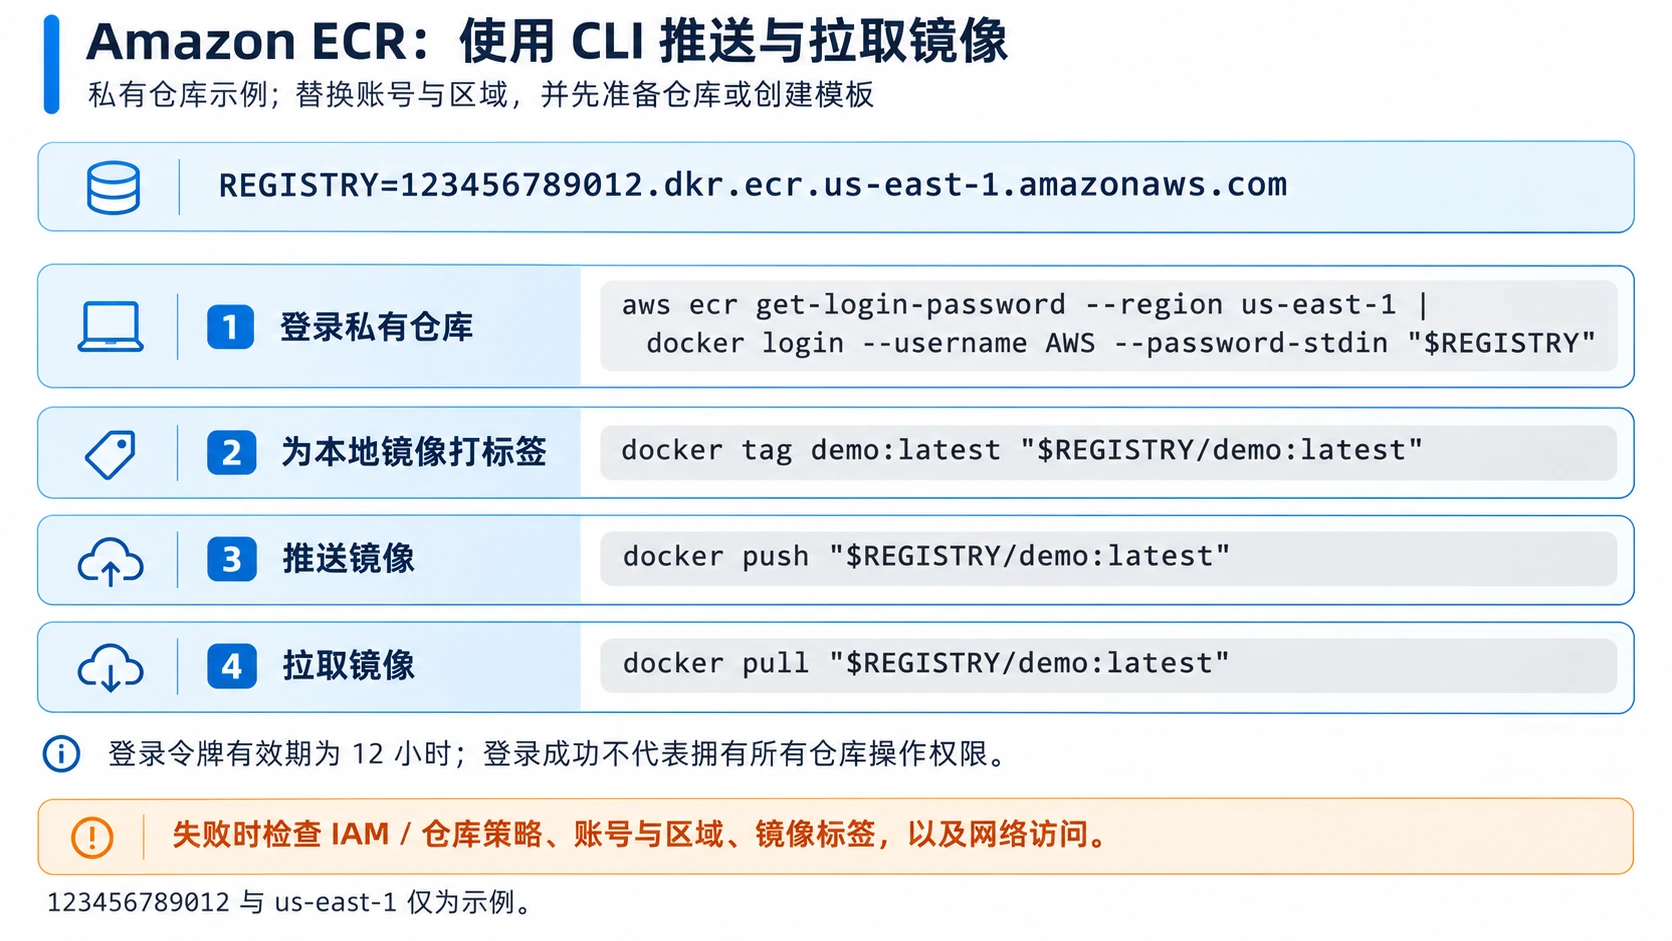 Amazon ECR：使用 CLI 推送与拉取镜像
私有仓库示例；替换账号与区域，并先准备仓库或创建模板
REGISTRY=123456789012.dkr.ecr.us-east-1.amazonaws.com
1 登录私有仓库
aws ecr get-login-password --region us-east-1 |
docker login --username AWS --password-stdin "$REGISTRY"
2 为本地镜像打标签
docker tag demo:latest "$REGISTRY/demo:latest"
3 推送镜像
docker push "$REGISTRY/demo:latest"
4 拉取镜像
docker pull "$REGISTRY/demo:latest"
登录令牌有效期为 12 小时；登录成功不代表拥有所有仓库操作权限。
失败时检查 IAM / 仓库策略、账号与区域、镜像标签，以及网络访问。
123456789012 与 us-east-1 仅为示例。